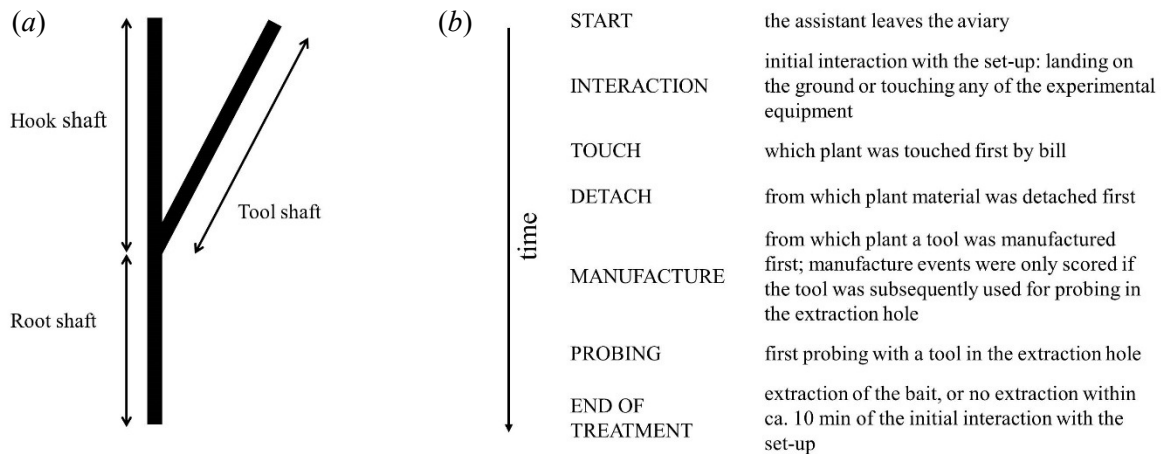 (a)
Hook shaft
Tool shaft
Root shaft
(b)
time
START the assistant leaves the aviary
INTERACTION
initial interaction with the set-up: landing on
the ground or touching any of the experimental
equipment
TOUCH which plant was touched first by bill
DETACH from which plant material was detached first
MANUFACTURE
from which plant a tool was manufactured
first; manufacture events were only scored if
the tool was subsequently used for probing in
the extraction hole
PROBING first probing with a tool in the extraction hole
END OF
TREATMENT
extraction of the bait, or no extraction within
ca. 10 min of the initial interaction with the
set-up